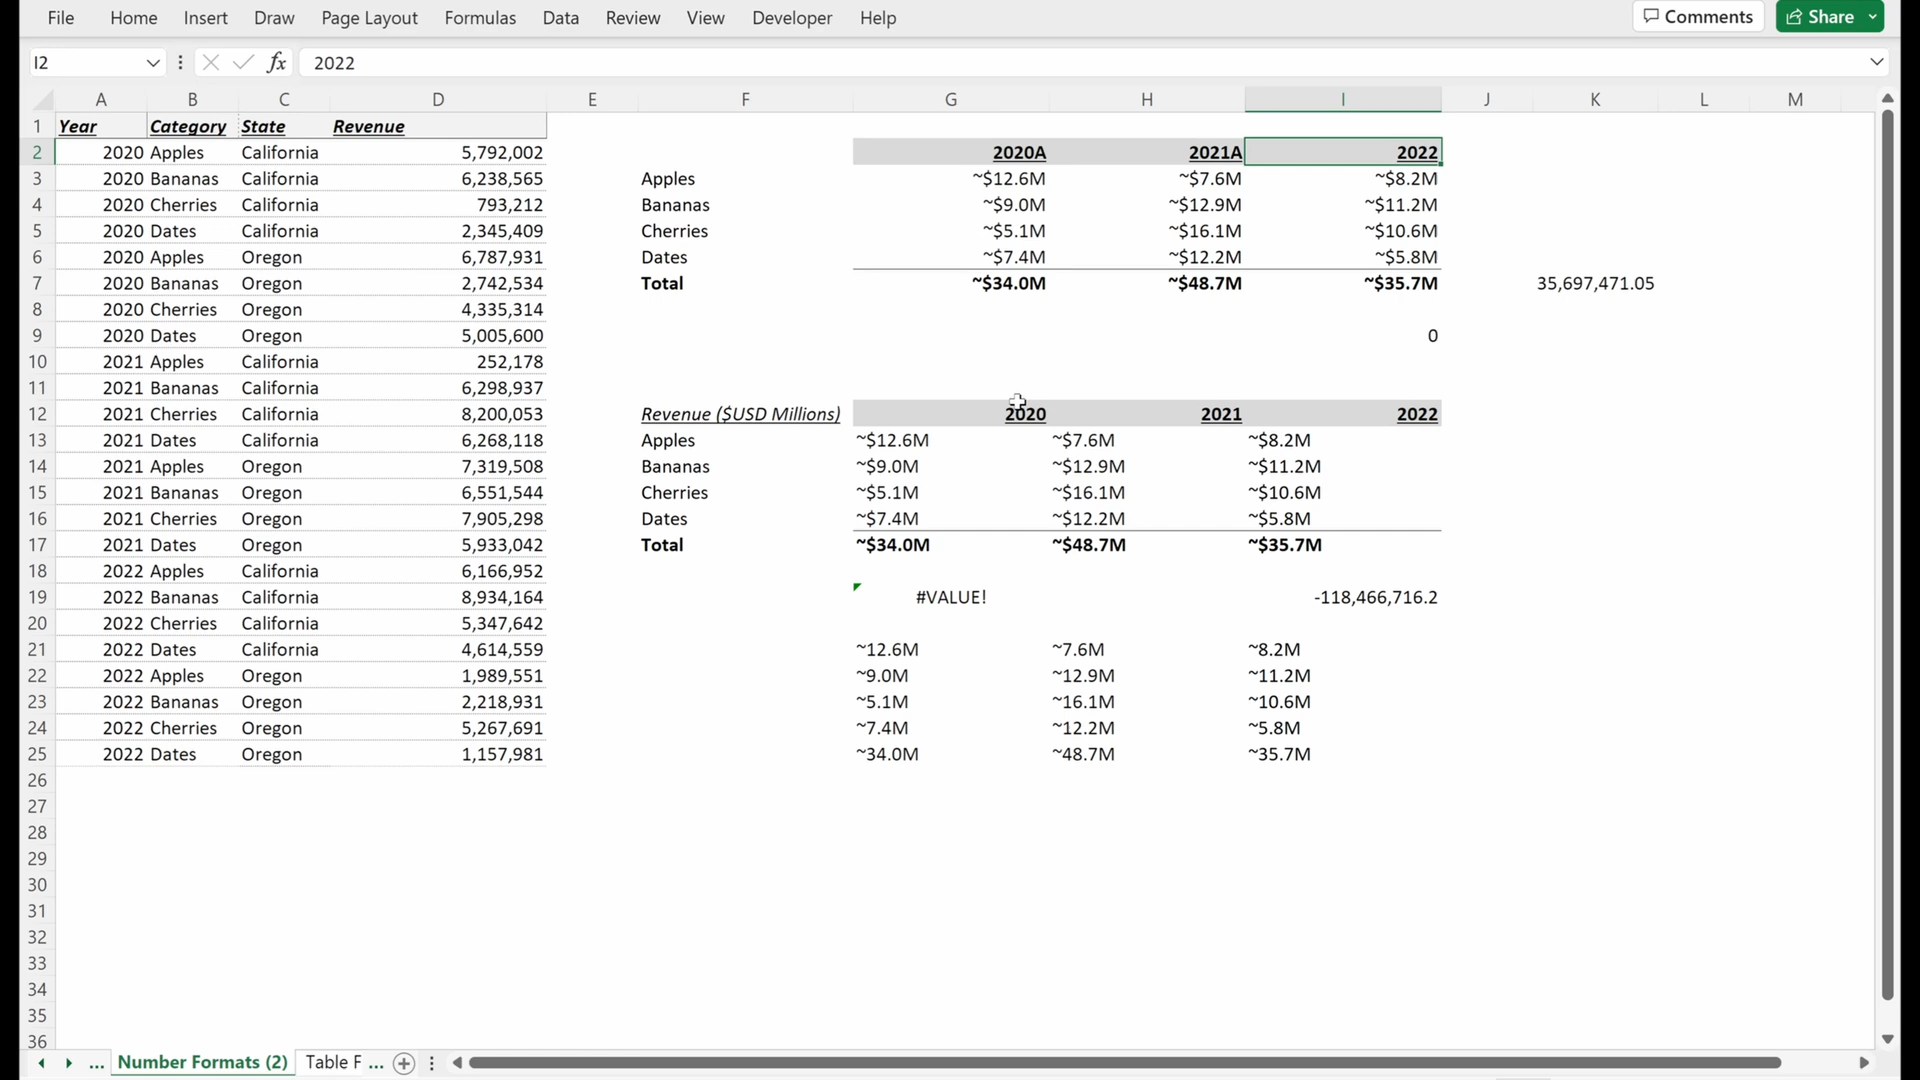 File Home Insert Draw Page Layout Formulas Data Review View Developer Help Comments Share
I2 fx 2022
A B C D E F G H I J K L M
1 Year Category State Revenue
2 2020 Apples California 5,792,002 2020A 2021A 2022
3 2020 Bananas California 6,238,565 Apples ~$12.6M ~$7.6M ~$8.2M
4 2020 Cherries California 793,212 Bananas ~$9.0M ~$12.9M ~$11.2M
5 2020 Dates California 2,345,409 Cherries ~$5.1M ~$16.1M ~$10.6M
6 2020 Apples Oregon 6,787,931 Dates ~$7.4M ~$12.2M ~$5.8M
7 2020 Bananas Oregon 2,742,534 Total ~$34.0M ~$48.7M ~$35.7M 35,697,471.05
8 2020 Cherries Oregon 4,335,314
9 2020 Dates Oregon 5,005,600 0
10 2021 Apples California 252,178
11 2021 Bananas California 6,298,937
12 2021 Cherries California 8,200,053 Revenue ($USD Millions) 2020 2021 2022
13 2021 Dates California 6,268,118 Apples ~$12.6M ~$7.6M ~$8.2M
14 2021 Apples Oregon 7,319,508 Bananas ~$9.0M ~$12.9M ~$11.2M
15 2021 Bananas Oregon 6,551,544 Cherries ~$5.1M ~$16.1M ~$10.6M
16 2021 Cherries Oregon 7,905,298 Dates ~$7.4M ~$12.2M ~$5.8M
17 2021 Dates Oregon 5,933,042 Total ~$34.0M ~$48.7M ~$35.7M
18 2022 Apples California 6,166,952
19 2022 Bananas California 8,934,164 #VALUE! -118,466,716.2
20 2022 Cherries California 5,347,642
21 2022 Dates California 4,614,559 ~12.6M ~7.6M ~8.2M
22 2022 Apples Oregon 1,989,551 ~9.0M ~12.9M ~11.2M
23 2022 Bananas Oregon 2,218,931 ~5.1M ~16.1M ~10.6M
24 2022 Cherries Oregon 5,267,691 ~7.4M ~12.2M ~5.8M
25 2022 Dates Oregon 1,157,981 ~34.0M ~48.7M ~35.7M
26
27
28
29
30
31
32
33
34
35
36
... Number Formats (2) Table F ...